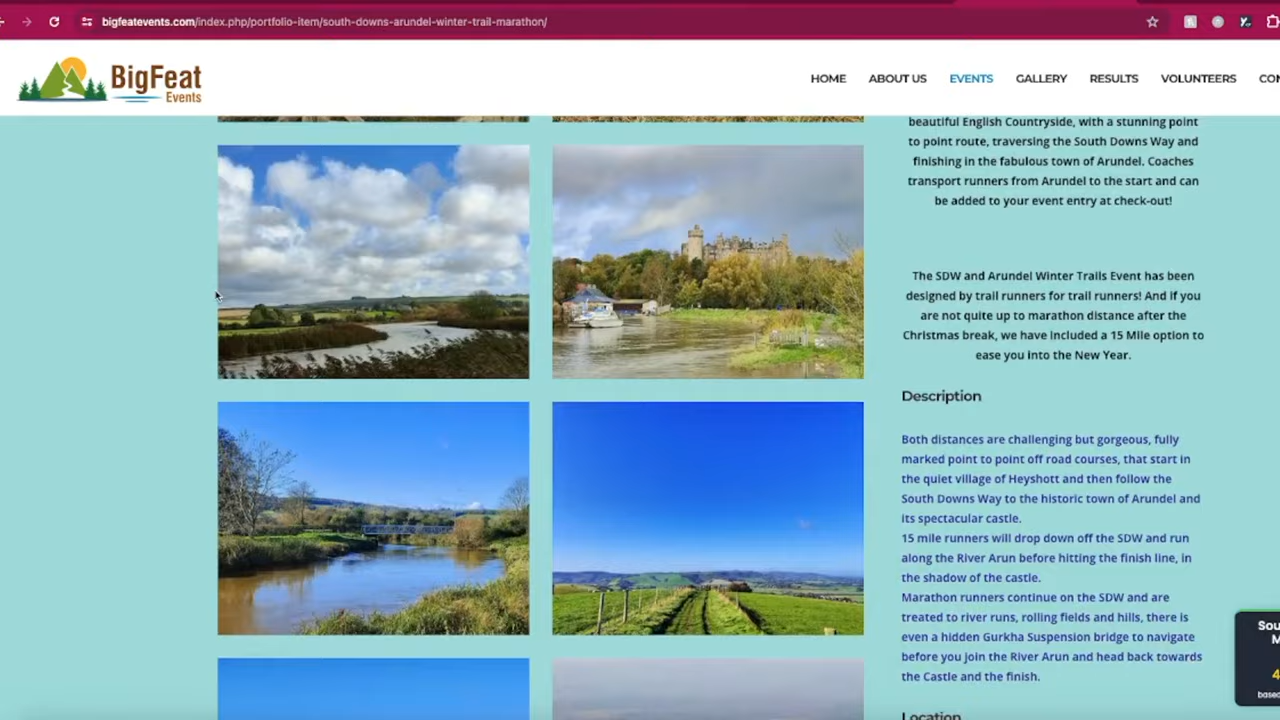 bigfeatevents.com/index.php/portfolio-item/south-downs-arundel-winter-trail-marathon/
BigFeat
Events
HOME ABOUT US EVENTS GALLERY RESULTS VOLUNTEERS CON
beautiful English Countryside, with a stunning point
to point route, traversing the South Downs Way and
finishing in the fabulous town of Arundel. Coaches
transport runners from Arundel to the start and can
be added to your event entry at check-out!
The SDW and Arundel Winter Trails Event has been
designed by trail runners for trail runners! And if you
are not quite up to marathon distance after the
Christmas break, we have included a 15 Mile option to
ease you into the New Year.
Description
Both distances are challenging but gorgeous, fully
marked point to point off road courses, that start in
the quiet village of Heyshott and then follow the
South Downs Way to the historic town of Arundel and
its spectacular castle.
15 mile runners will drop down off the SDW and run
along the River Arun before hitting the finish line, in
the shadow of the castle.
Marathon runners continue on the SDW and are
treated to river runs, rolling fields and hills, there is
even a hidden Gurkha Suspension bridge to navigate
before you join the River Arun and head back towards
the Castle and the finish.
Sou
M
4
based
Location